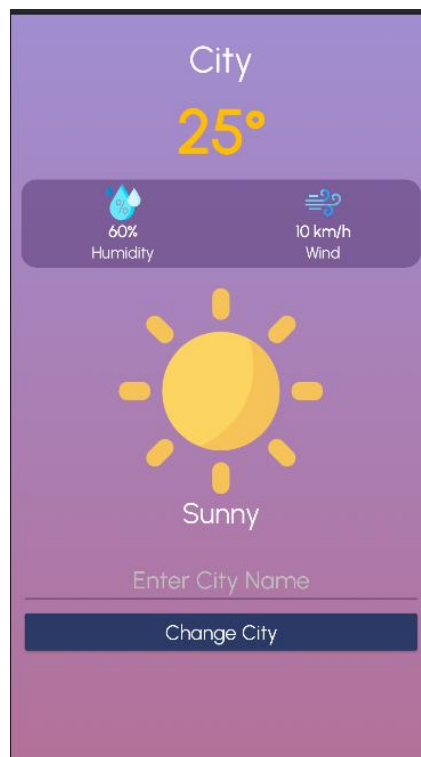 City
25°
%
60%
Humidity
10 km/h
Wind
Sunny
Enter City Name
Change City